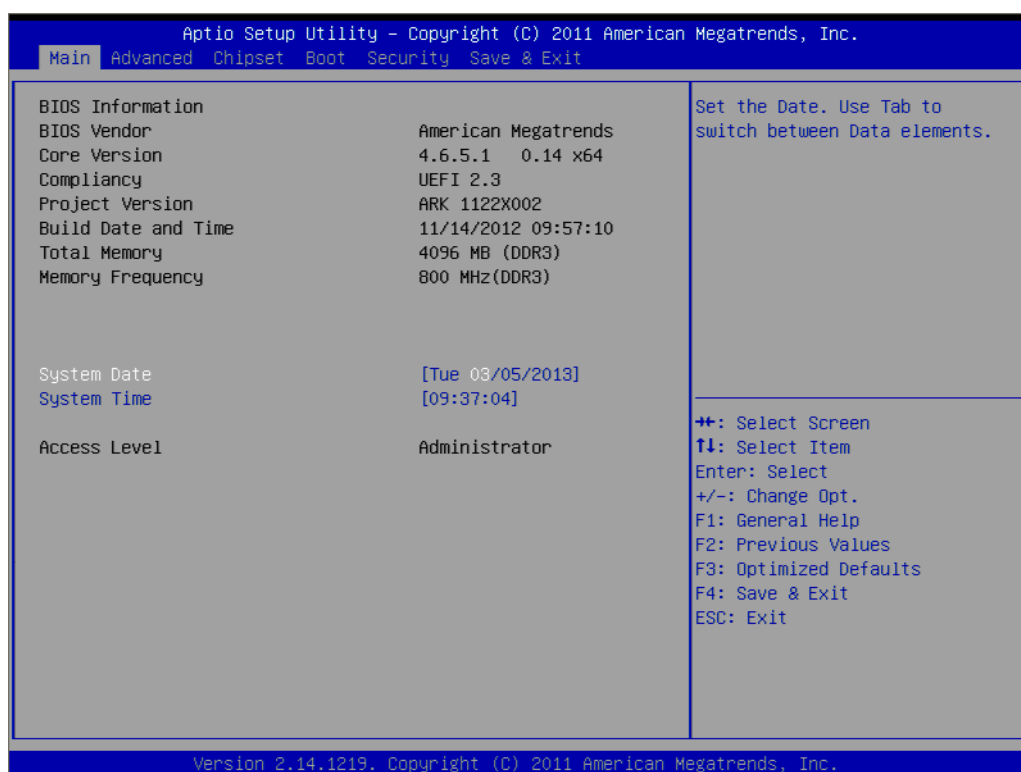 Aptio Setup Utility – Copyright (C) 2011 American Megatrends, Inc.
Main Advanced Chipset Boot Security Save & Exit
BIOS Information
BIOS Vendor American Megatrends
Core Version 4.6.5.1 0.14 x64
Compliancy UEFI 2.3
Project Version ARK 1122X002
Build Date and Time 11/14/2012 09:57:10
Total Memory 4096 MB (DDR3)
Memory Frequency 800 MHz(DDR3)
System Date [Tue 03/05/2013]
System Time [09:37:04]
Access Level Administrator
Set the Date. Use Tab to
switch between Data elements.
→←: Select Screen
↑↓: Select Item
Enter: Select
+/-: Change Opt.
F1: General Help
F2: Previous Values
F3: Optimized Defaults
F4: Save & Exit
ESC: Exit
Version 2.14.1219. Copyright (C) 2011 American Megatrends, Inc.